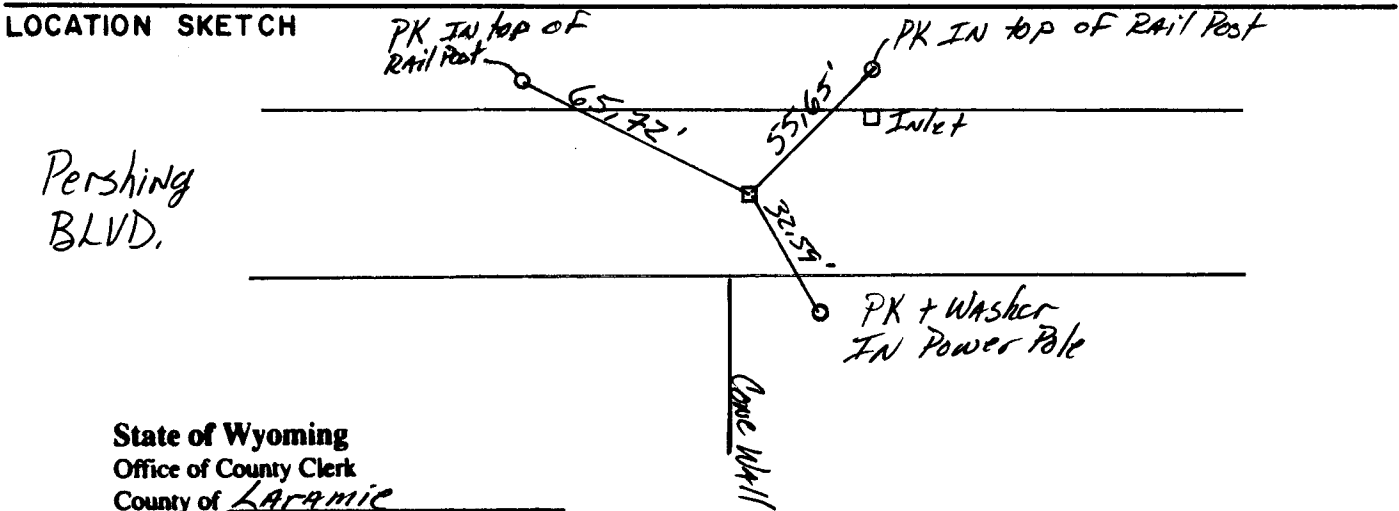 LOCATION SKETCH
PK IN top of
RAil Post
PK IN top of RAil Post
65,72'
55,65'
Inlet
Pershing
BLVD.
32.59'
PK + WAsher
IN Power Pole
Conc WAll
State of Wyoming
Office of County Clerk
County of LArAmie